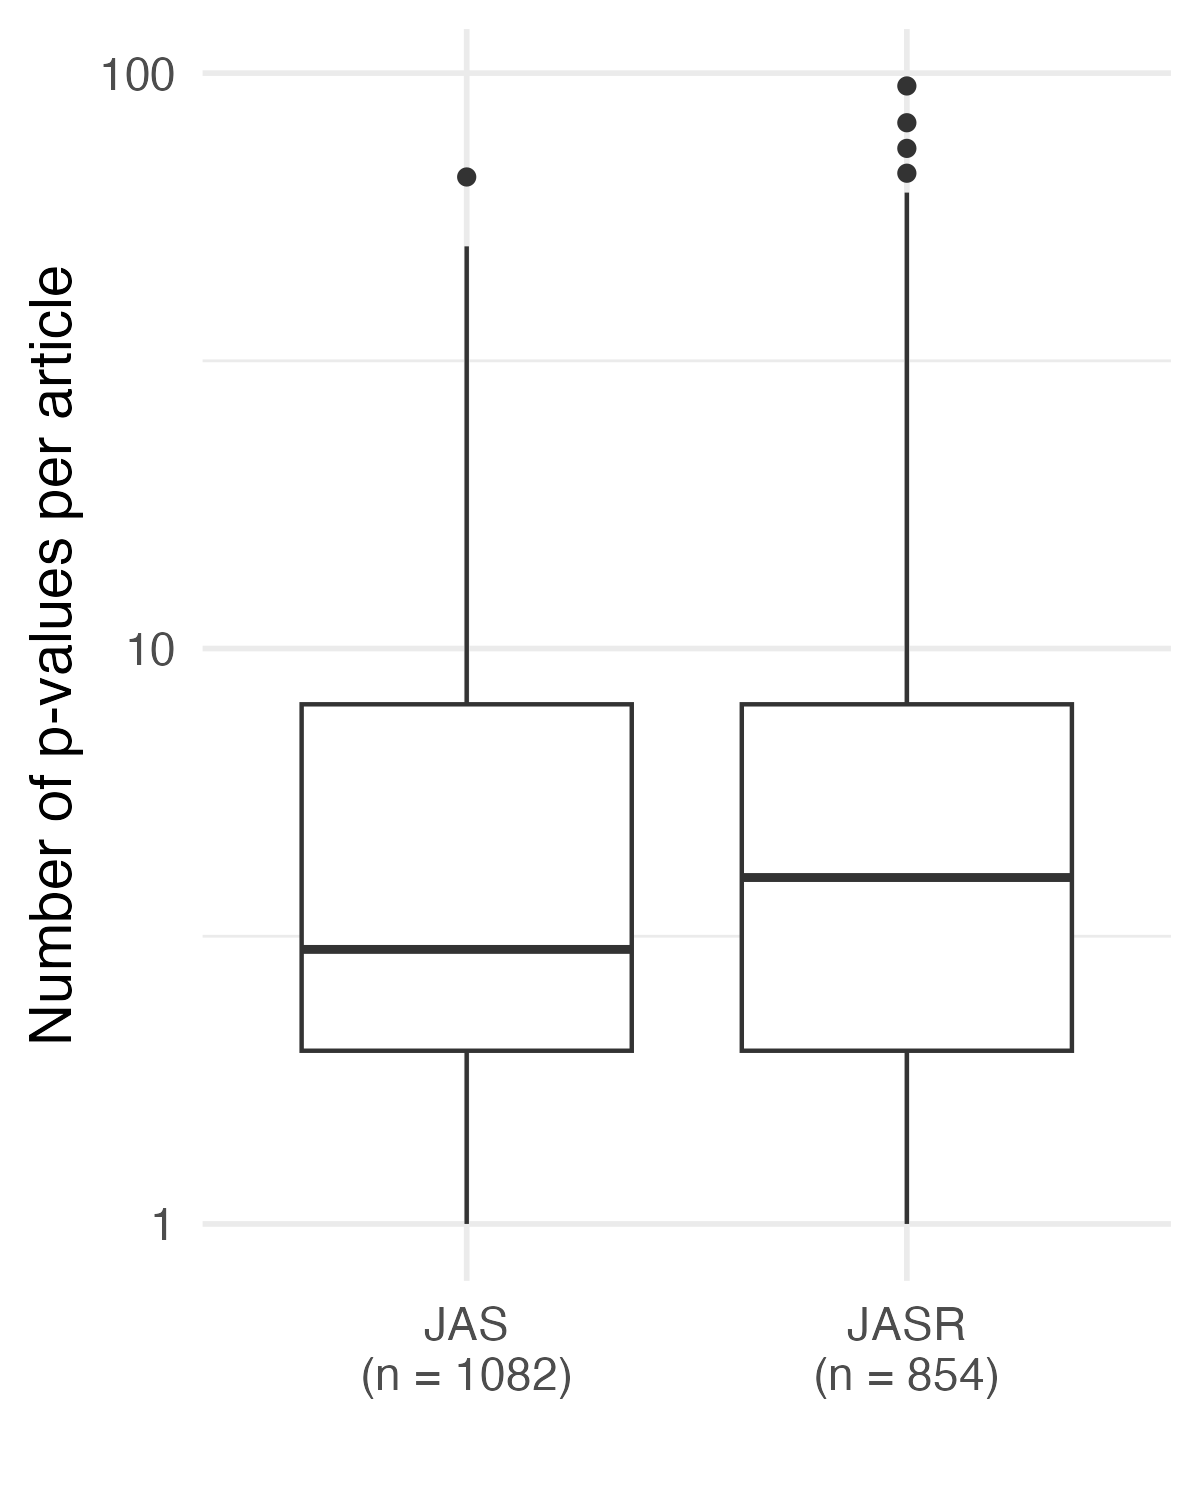 100
10
1
Number of p-values per article
JAS
(n = 1082)
JASR
(n = 854)